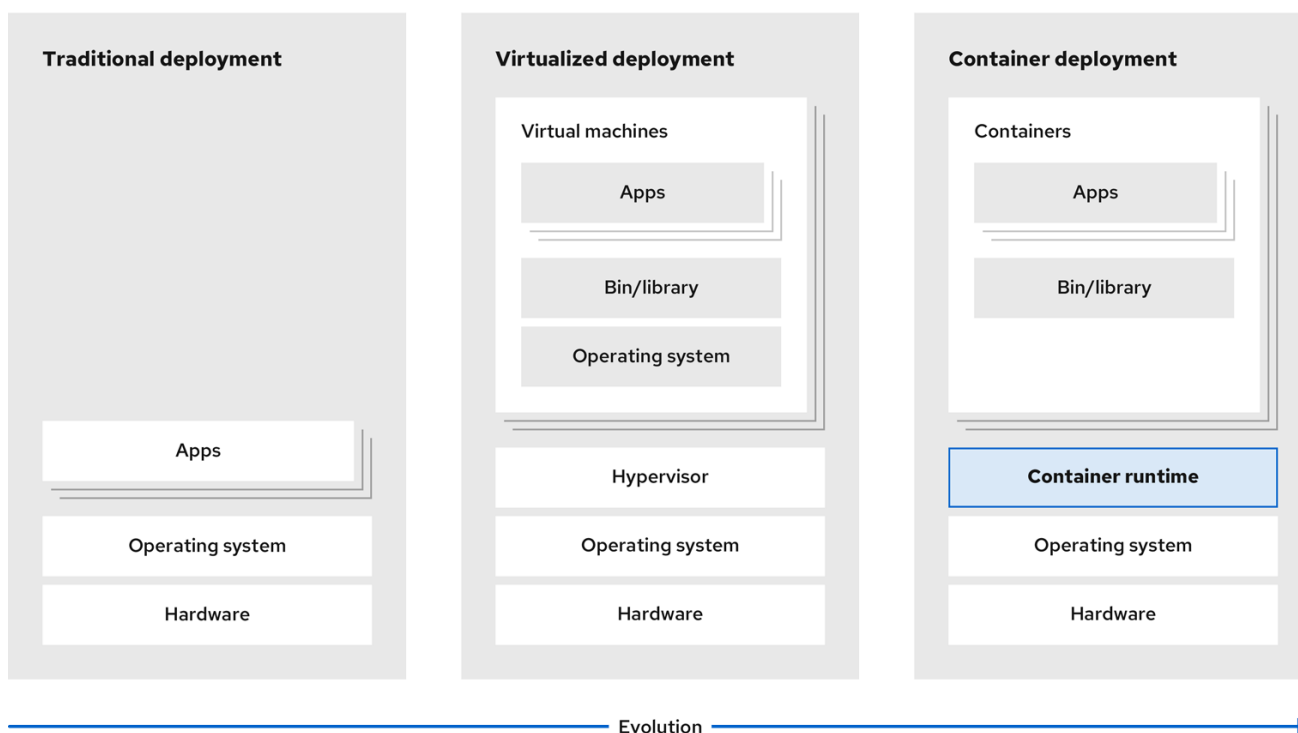 Traditional deployment
Apps
Operating system
Hardware
Virtualized deployment
Virtual machines
Apps
Bin/library
Operating system
Hypervisor
Operating system
Hardware
Container deployment
Containers
Apps
Bin/library
Container runtime
Operating system
Hardware
Evolution